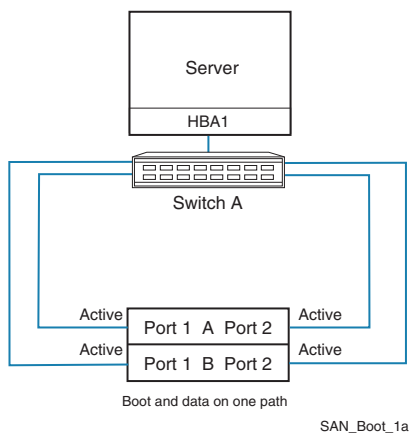 Server
HBA1
Switch A
Active Active
Port 1 A Port 2
Active Active
Port 1 B Port 2
Boot and data on one path
SAN_Boot_1a